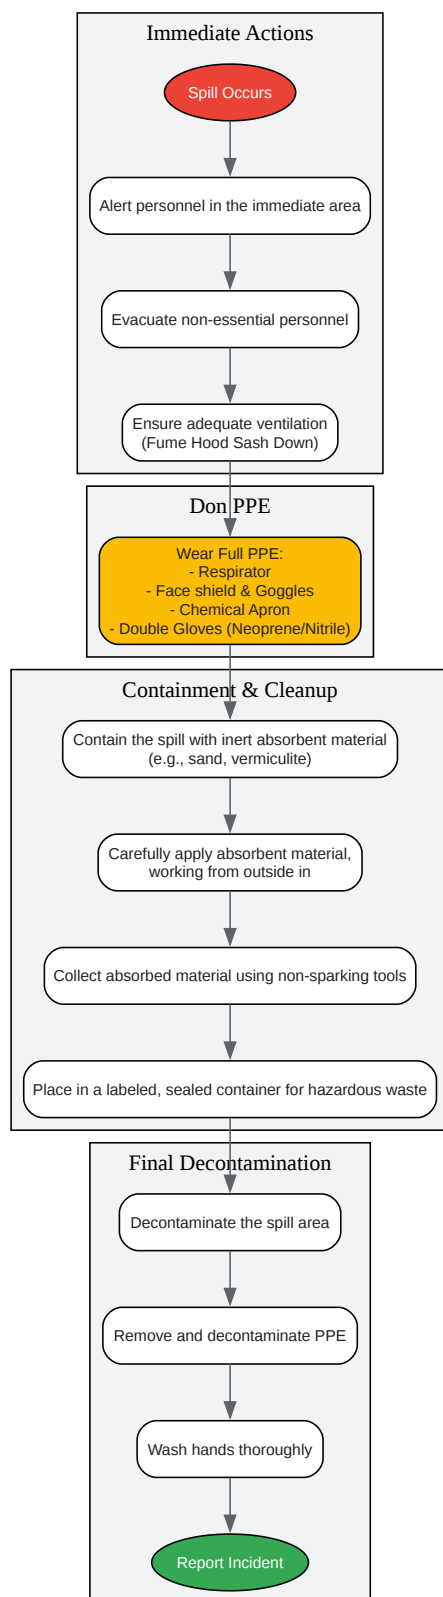 Immediate Actions
Spill Occurs
Alert personnel in the immediate area
Evacuate non-essential personnel
Ensure adequate ventilation
(Fume Hood Sash Down)
Don PPE
Wear Full PPE:
- Respirator
- Face shield & Goggles
- Chemical Apron
- Double Gloves (Neoprene/Nitrile)
Containment & Cleanup
Contain the spill with inert absorbent material
(e.g., sand, vermiculite)
Carefully apply absorbent material,
working from outside in
Collect absorbed material using non-sparking tools
Place in a labeled, sealed container for hazardous waste
Final Decontamination
Decontaminate the spill area
Remove and decontaminate PPE
Wash hands thoroughly
Report Incident